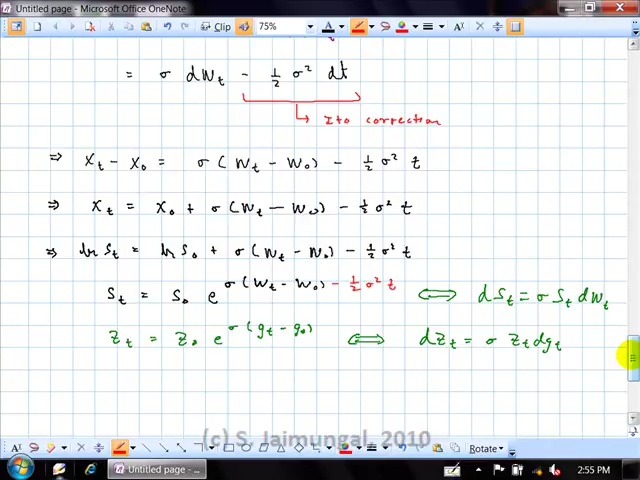 Untitled page - Microsoft Office OneNote
Clip 75% A
= σ dW_t - ½ σ² dt
↳ Ito correction
⇒ X_t - X_0 = σ (W_t - W_0) - ½ σ² t
⇒ X_t = X_0 + σ (W_t - W_0) - ½ σ² t
⇒ ln S_t = ln S_0 + σ (W_t - W_0) - ½ σ² t
S_t = S_0 e^{σ (W_t - W_0) - ½ σ² t} ⟺ dS_t = σ S_t dW_t
Z_t = Z_0 e^{σ (g_t - g_0)} ⟺ dZ_t = σ Z_t dg_t
(c) S. Jaimungal, 2010
Rotate
Untitled page - ... 2:55 PM